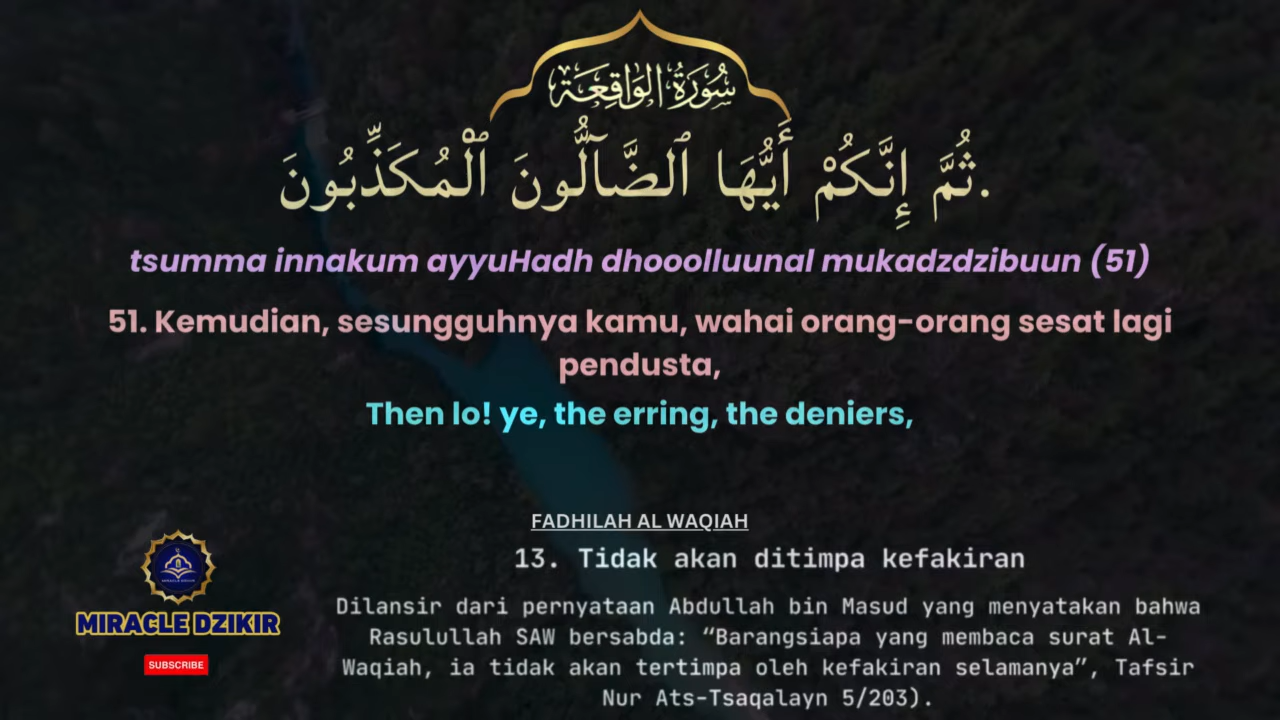 سُورَةُ الوَاقِعَة
ثُمَّ إِنَّكُمْ أَيُّهَا ٱلضَّآلُّونَ ٱلْمُكَذِّبُونَ.
tsumma innakum ayyuHadh dhooolluunal mukadzdzibuun (51)
51. Kemudian, sesungguhnya kamu, wahai orang-orang sesat lagi
pendusta,
Then lo! ye, the erring, the deniers,
FADHILAH AL WAQIAH
13. Tidak akan ditimpa kefakiran
Dilansir dari pernyataan Abdullah bin Masud yang menyatakan bahwa
Rasulullah SAW bersabda: “Barangsiapa yang membaca surat Al-
Waqiah, ia tidak akan tertimpa oleh kefakiran selamanya”, Tafsir
Nur Ats-Tsaqalayn 5/203).
MIRACLE DZIKIR
MIRACLE DZIKIR
SUBSCRIBE